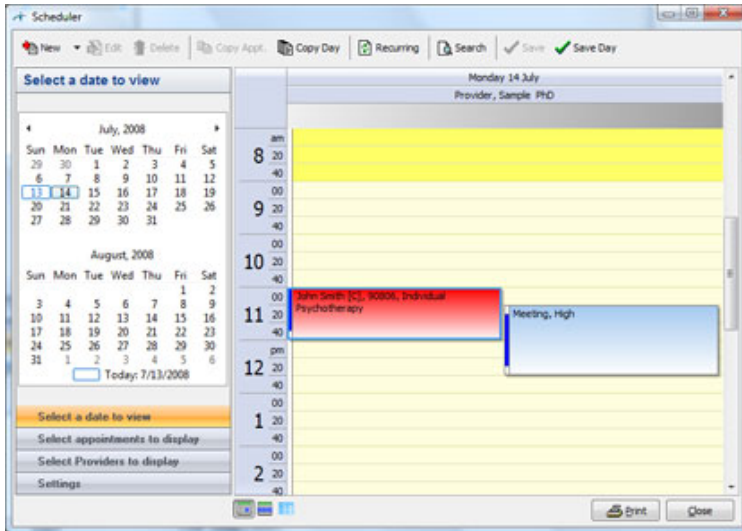 Scheduler
New Edit Delete Copy Appt. Copy Day Recurring Search Save Save Day
Select a date to view
July, 2008
Sun Mon Tue Wed Thu Fri Sat
29 30 1 2 3 4 5
6 7 8 9 10 11 12
13 14 15 16 17 18 19
20 21 22 23 24 25 26
27 28 29 30 31
August, 2008
Sun Mon Tue Wed Thu Fri Sat
1 2
3 4 5 6 7 8 9
10 11 12 13 14 15 16
17 18 19 20 21 22 23
24 25 26 27 28 29 30
31 1 2 3 4 5 6
Today: 7/13/2008
Select a date to view
Select appointments to display
Select Providers to display
Settings
Monday 14 July
Provider, Sample PhD
am
8 20
40
00
9 20
40
00
10 20
40
00
11 20
40
pm
12 20
40
00
1 20
40
00
2 20
40
John Smith [C], 90806, Individual
Psychotherapy
Meeting, High
Print Close